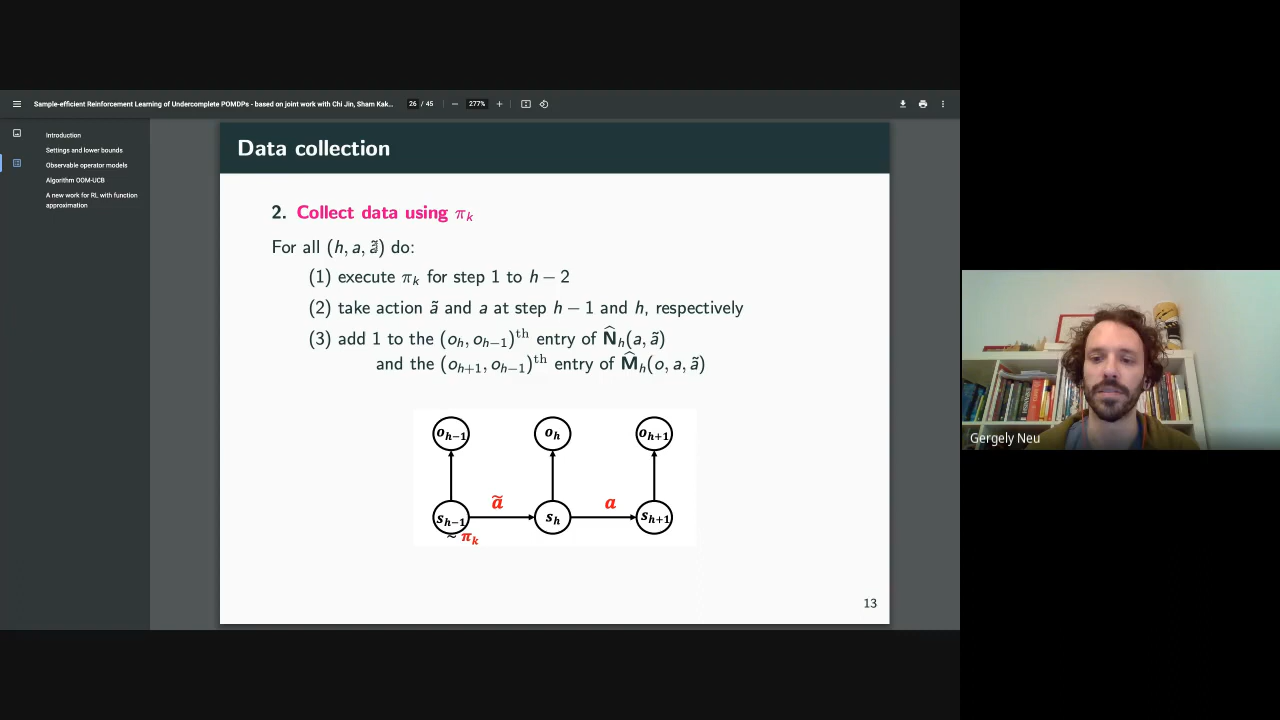 Sample-efficient Reinforcement Learning of Undercomplete POMDPs - based on joint work with Chi Jin, Sham Kak...
26 / 45
277%
Introduction
Settings and lower bounds
Observable operator models
Algorithm OOM-UCB
A new work for RL with function
approximation
Data collection
2. Collect data using πₖ
For all (h, a, ã) do:
(1) execute πₖ for step 1 to h − 2
(2) take action ã and a at step h − 1 and h, respectively
(3) add 1 to the (oₕ, oₕ₋₁)ᵗʰ entry of N̂ₕ(a, ã)
and the (oₕ₊₁, oₕ₋₁)ᵗʰ entry of M̂ₕ(o, a, ã)
oₕ₋₁ oₕ oₕ₊₁
ã a
sₕ₋₁ sₕ sₕ₊₁
~ πₖ
13
Gergely Neu